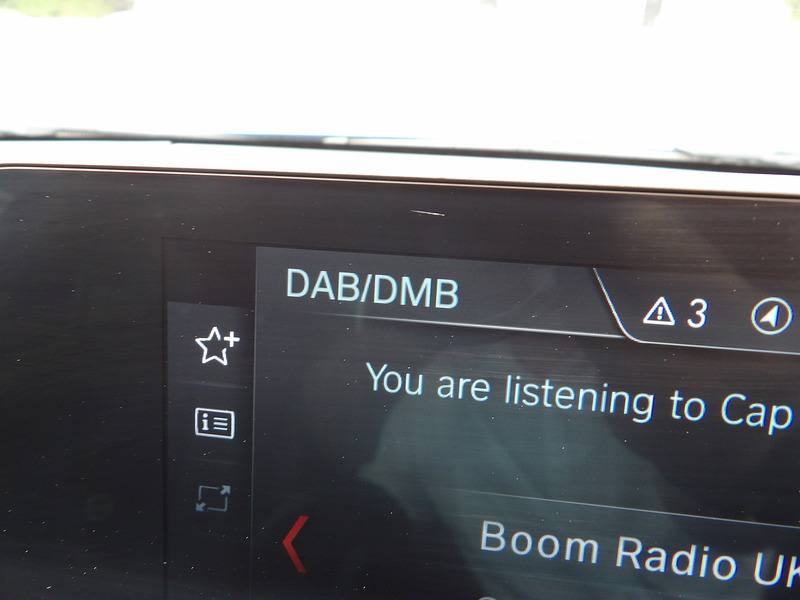 DAB/DMB
3
You are listening to Cap
Boom Radio UK